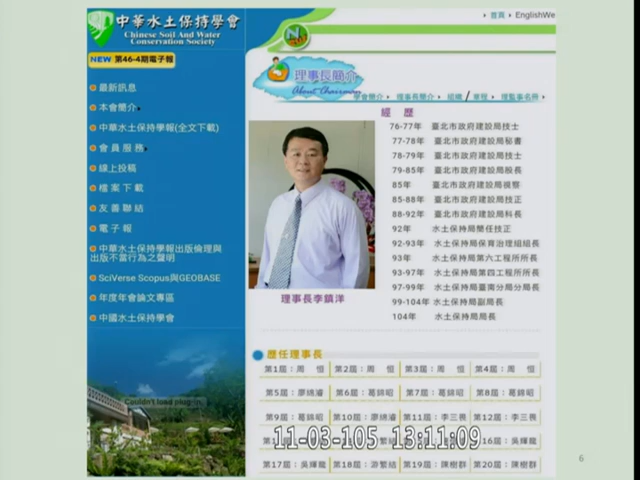 中華水土保持學會
Chinese Soil And Water
Conservation Society
首頁
EnglishWe
NEW 第46-4期電子報
最新訊息
本會簡介
中華水土保持學報(全文下載)
會員服務
線上投稿
檔案下載
友善聯結
電子報
中華水土保持學報出版倫理與
出版不當行為之聲明
SciVerse Scopus與GEOBASE
年度年會論文專區
中國水土保持學會
Couldn't load plug-in.
理事長簡介
About Chairman
學會簡介
理事長簡介
組織
章程
理監事名冊
經 歷
76-77年 臺北市政府建設局技士
77-78年 臺北市政府建設局秘書
78-79年 臺北市政府建設局技士
79-85年 臺北市政府建設局股長
85年 臺北市政府建設局視察
85-88年 臺北市政府建設局技正
88-92年 臺北市政府建設局科長
92年 水土保持局簡任技正
92-93年 水土保持局保育治理組組長
93年 水土保持局第六工程所所長
93-97年 水土保持局第四工程所所長
97-99年 水土保持局臺南分局分局長
99-104年 水土保持局副局長
104年 水土保持局局長
理事長李鎮洋
歷任理事長
第1屆：周 恒 第2屆：周 恒 第3屆：周 恒 第4屆：周 恒
第5屆：廖綿濬 第6屆：葛錦昭 第7屆：葛錦昭 第8屆：葛錦昭
第9屆：葛錦昭 第10屆：廖綿濬 第11屆：李三畏 第12屆：李三畏
16屆：吳輝龍
第17屆：吳輝龍 第18屆：游繁結 第19屆：陳樹群 第20屆：陳樹群
11-03-105 13:11:09
6